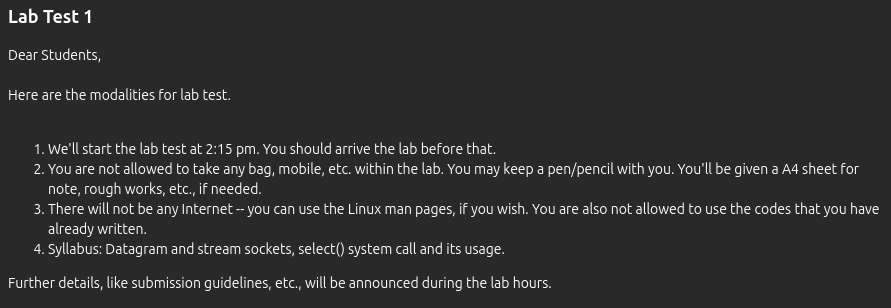 Lab Test 1
Dear Students,
Here are the modalities for lab test.
1. We'll start the lab test at 2:15 pm. You should arrive the lab before that.
2. You are not allowed to take any bag, mobile, etc. within the lab. You may keep a pen/pencil with you. You'll be given a A4 sheet for
note, rough works, etc., if needed.
3. There will not be any Internet -- you can use the Linux man pages, if you wish. You are also not allowed to use the codes that you have
already written.
4. Syllabus: Datagram and stream sockets, select() system call and its usage.
Further details, like submission guidelines, etc., will be announced during the lab hours.